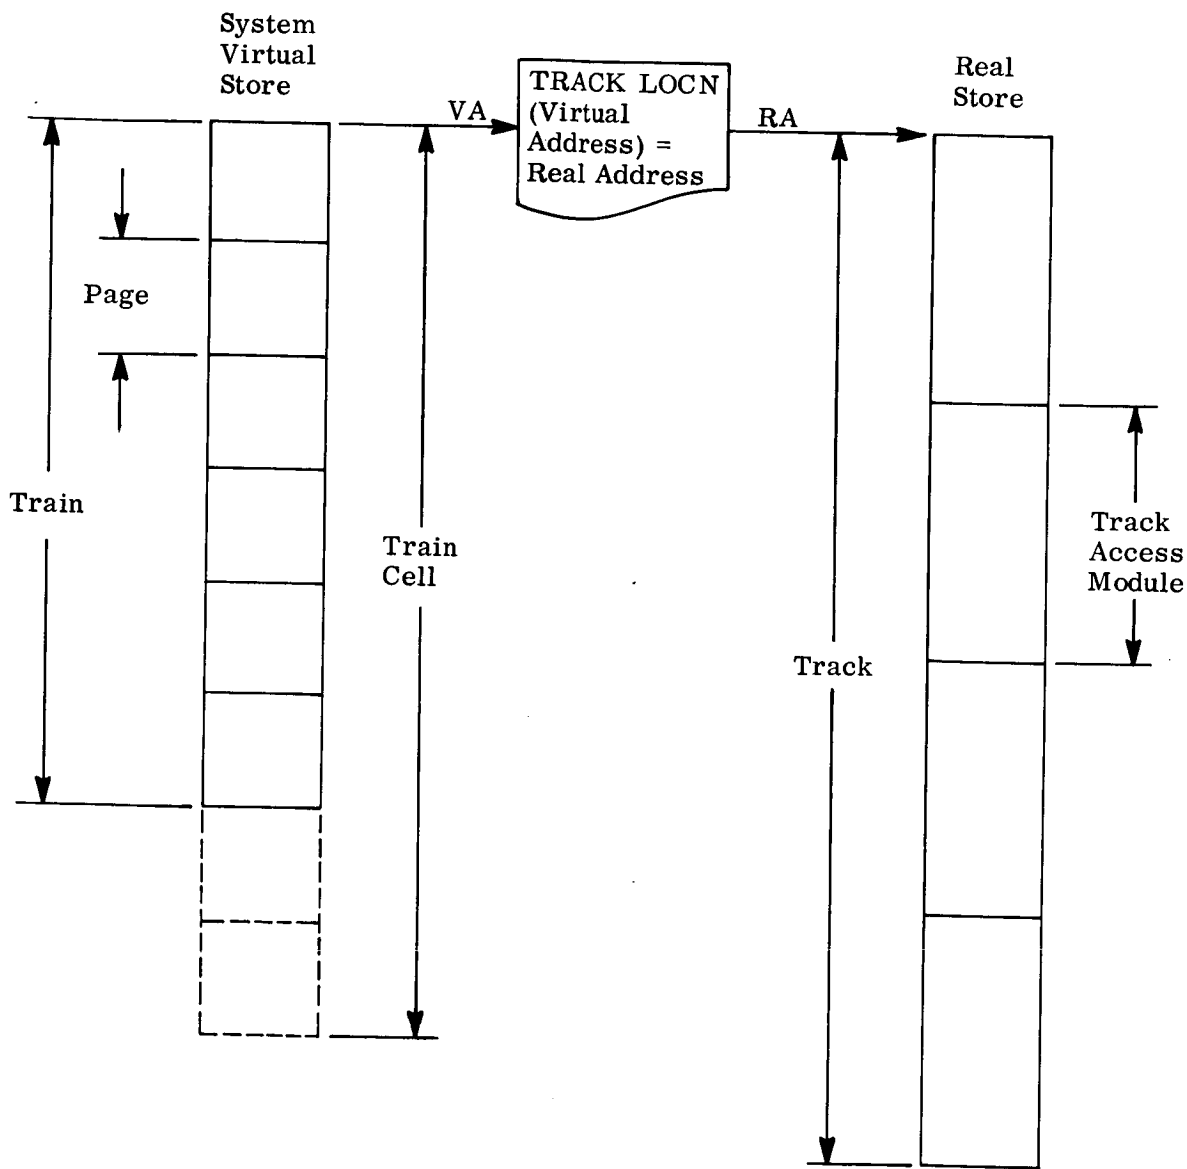 System
Virtual
Store
VA
TRACK LOCN
(Virtual
Address) =
Real Address
RA
Real
Store
Page
Train
Train
Cell
Track
Track
Access
Module